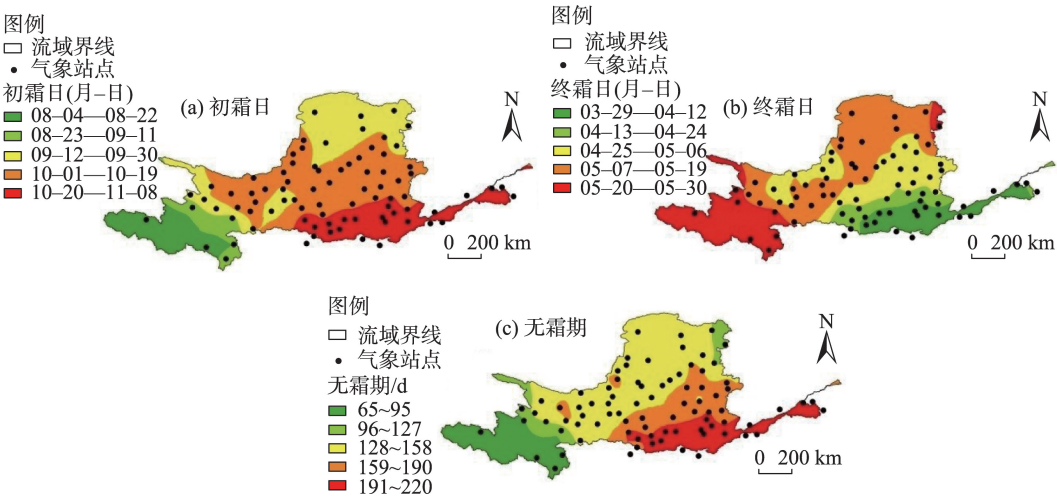 图例
流域界线
气象站点
初霜日(月–日)
08–04—08–22
08–23—09–11
09–12—09–30
10–01—10–19
10–20—11–08
(a) 初霜日
N
0 200 km
图例
流域界线
气象站点
终霜日(月–日)
03–29—04–12
04–13—04–24
04–25—05–06
05–07—05–19
05–20—05–30
(b) 终霜日
N
0 200 km
图例
流域界线
气象站点
无霜期/d
65~95
96~127
128~158
159~190
191~220
(c) 无霜期
N
0 200 km